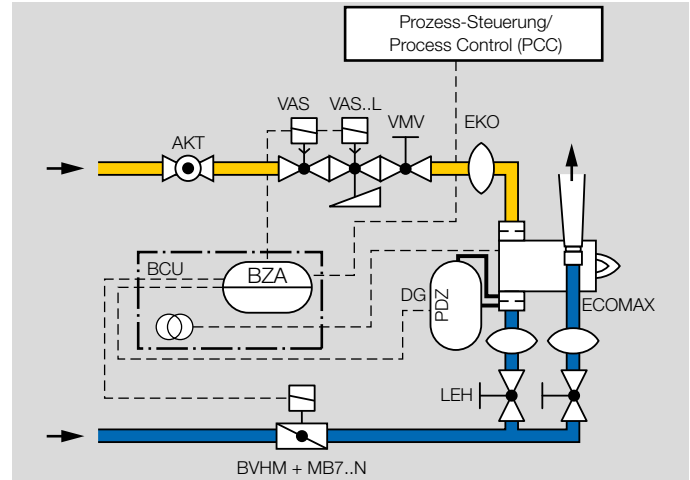 Prozess-Steuerung/
Process Control (PCC)
VAS
VAS..L
VMV
EKO
AKT
BCU
BZA
DG
PDZ
ECOMAX
LEH
BVHM + MB7..N